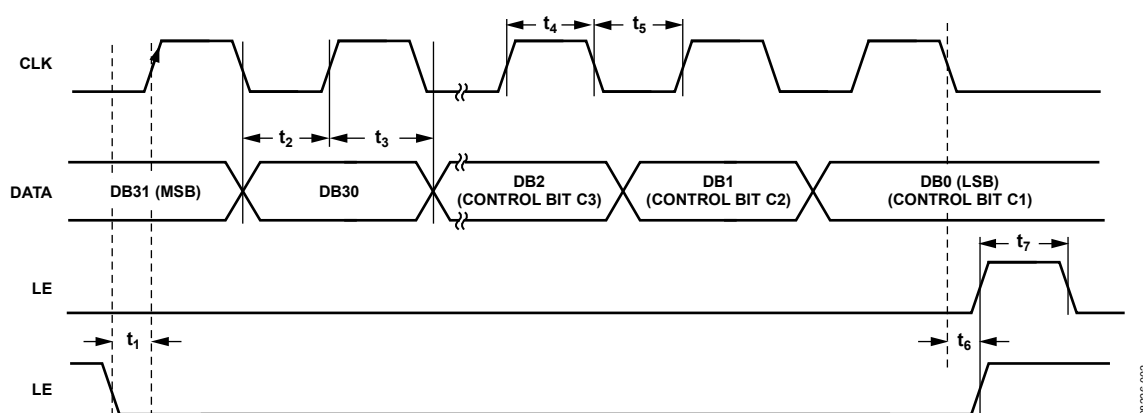 CLK
t4
t5
t2
t3
DATA
DB31 (MSB)
DB30
DB2
(CONTROL BIT C3)
DB1
(CONTROL BIT C2)
DB0 (LSB)
(CONTROL BIT C1)
LE
t7
t1
t6
LE